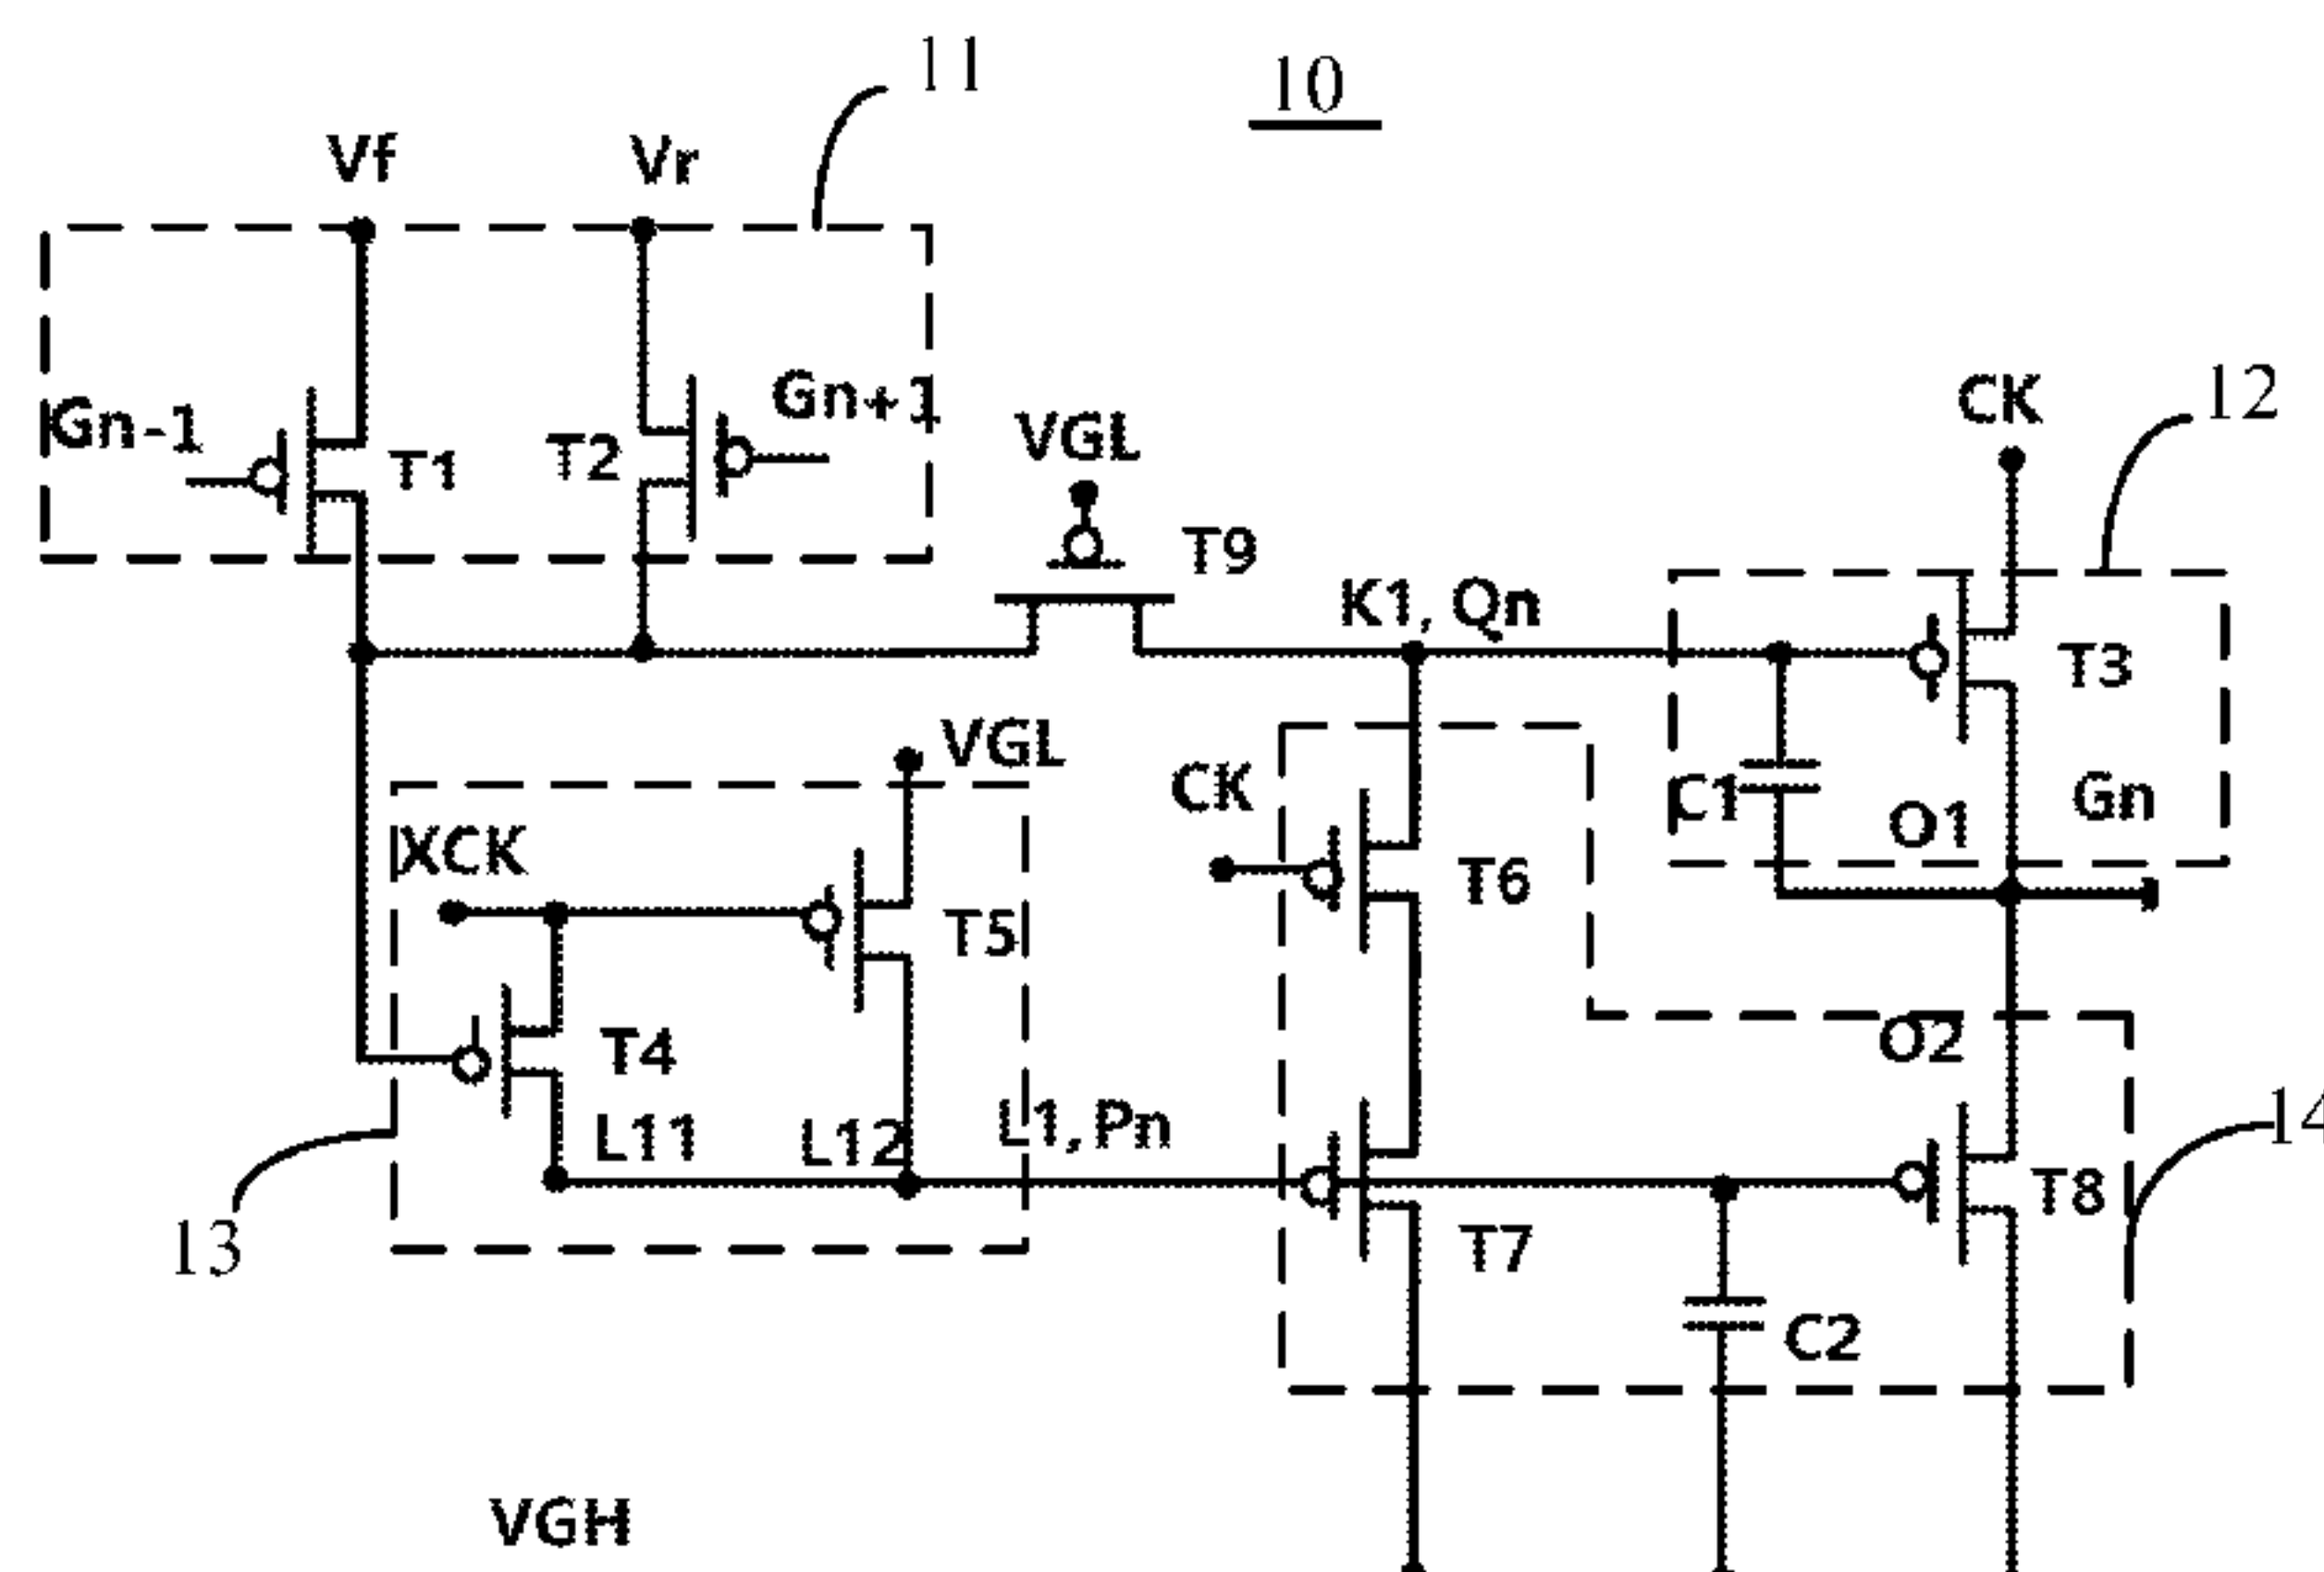 11
10
Vf
Vr
12
CK
Gn-1
T1
T2
Gn+1
VGL
T9
K1, Qn
T3
VGL
CK
C1
O1
Gn
XCK
T5
T6
T4
O2
L11
L12
L1, Pn
14
T8
13
T7
C2
VGH